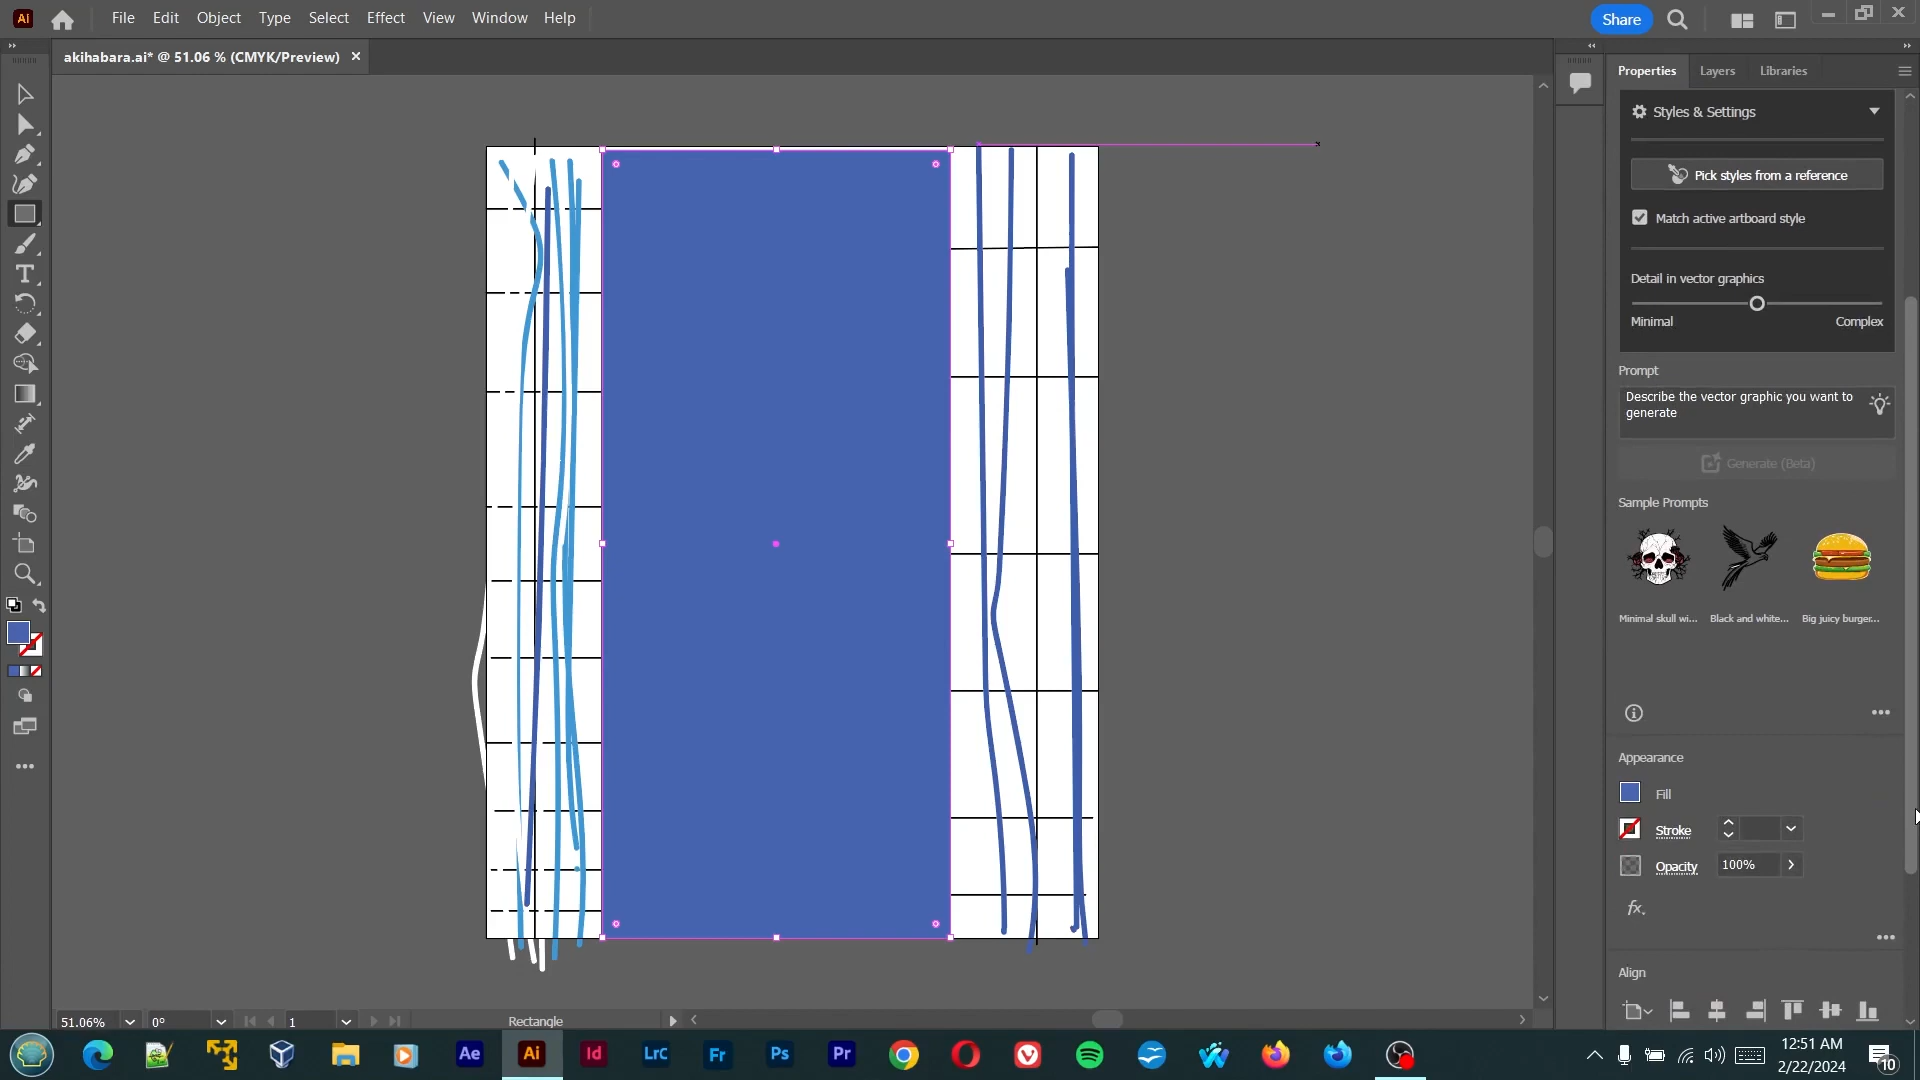 Ai File Edit Object Type Select Effect View Window Help Share
akihabara.ai* @ 51.06 % (CMYK/Preview)
Properties Layers Libraries
Styles & Settings
Pick styles from a reference
Match active artboard style
Detail in vector graphics
Minimal Complex
Prompt
Describe the vector graphic you want to
generate
Generate (Beta)
Sample Prompts
Minimal skull wi... Black and white... Big juicy burger...
Appearance
Fill
Stroke
Opacity 100%
fx.
Align
51.06% 0° 1 Rectangle
Ae Ai Id LrC Fr Ps Pr
12:51 AM
2/22/2024
10